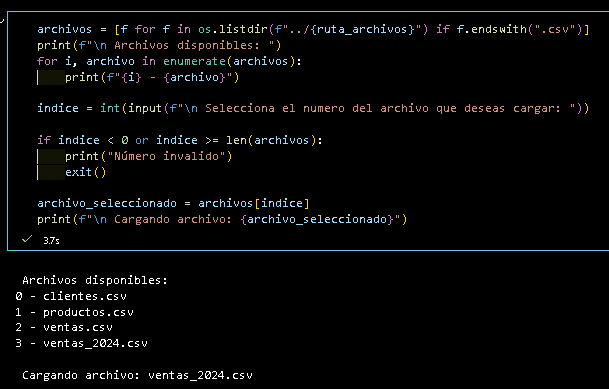 archivos = [f for f in os.listdir(f"../{ruta_archivos}") if f.endswith(".csv")]
print(f"\n Archivos disponibles: ")
for i, archivo in enumerate(archivos):
    print(f"{i} - {archivo}")
indice = int(input(f"\n Selecciona el numero del archivo que deseas cargar: "))
if indice < 0 or indice >= len(archivos):
    print("Número invalido")
    exit()
archivo_seleccionado = archivos[indice]
print(f"\n Cargando archivo: {archivo_seleccionado}")
3.7s
Archivos disponibles:
0 - clientes.csv
1 - productos.csv
2 - ventas.csv
3 - ventas_2024.csv
Cargando archivo: ventas_2024.csv